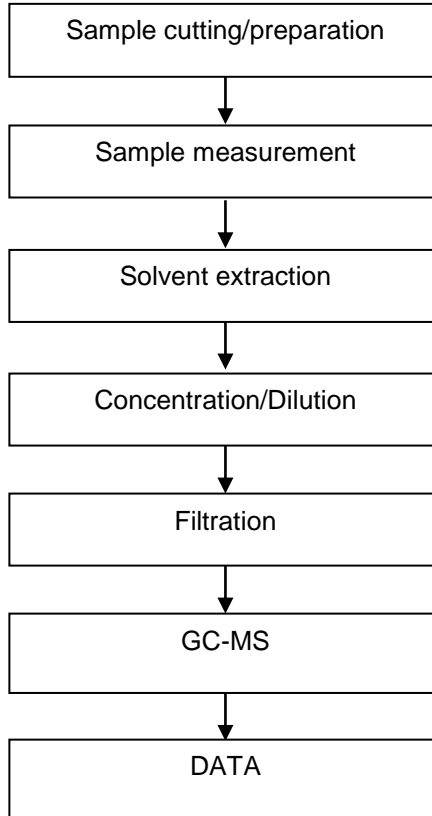 Sample cutting/preparation
Sample measurement
Solvent extraction
Concentration/Dilution
Filtration
GC-MS
DATA